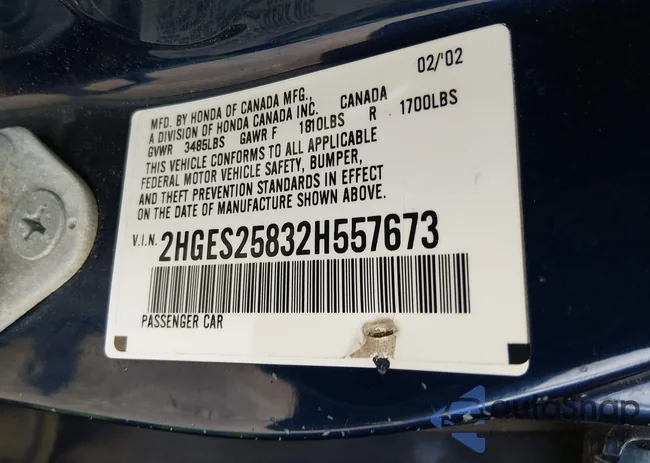 02/'02
MFD. BY HONDA OF CANADA MFG.,
A DIVISION OF HONDA CANADA INC. CANADA
GVWR 3485LBS GAWR F 1810LBS R 1700LBS
THIS VEHICLE CONFORMS TO ALL APPLICABLE
FEDERAL MOTOR VEHICLE SAFETY, BUMPER,
AND THEFT PREVENTION STANDARDS IN EFFECT
ON THE DATE OF MANUFACTURE SHOWN ABOVE.
V.I.N. 2HGES25832H557673
PASSENGER CAR
autoSnap